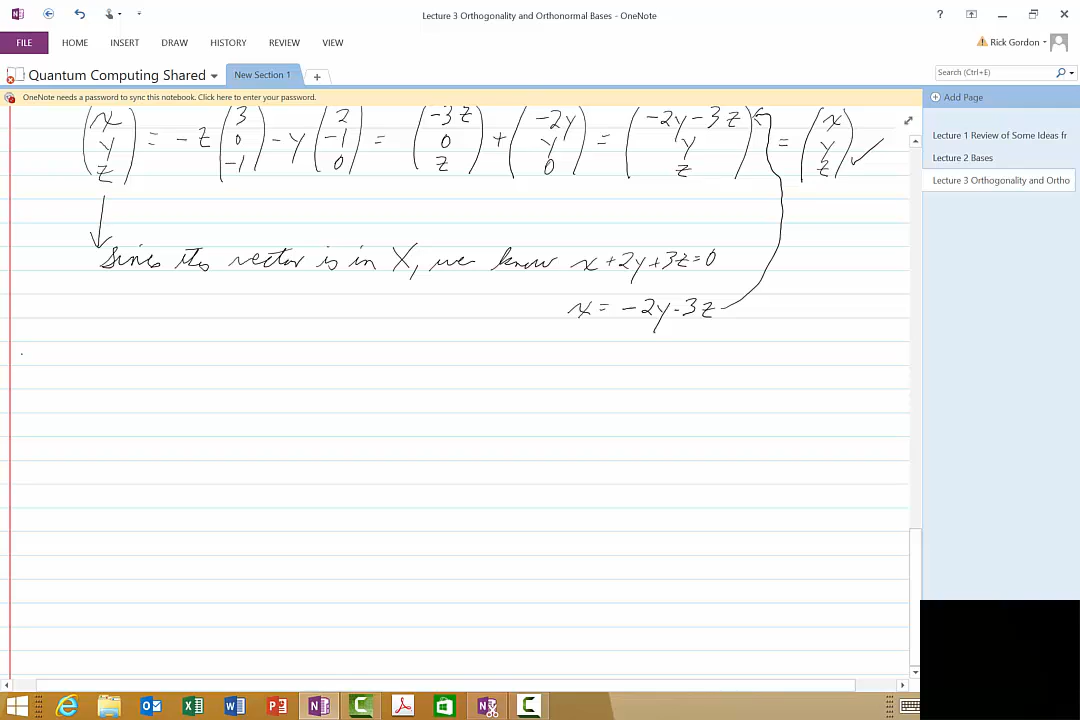 Lecture 3 Orthogonality and Orthonormal Bases - OneNote
FILE HOME INSERT DRAW HISTORY REVIEW VIEW
Rick Gordon
Quantum Computing Shared New Section 1 +
Search (Ctrl+E)
OneNote needs a password to sync this notebook. Click here to enter your password.
Add Page
Lecture 1 Review of Some Ideas fr
Lecture 2 Bases
Lecture 3 Orthogonality and Ortho
(x y z) = -z (3 0 -1) - y (2 -1 0) = (-3z 0 z) + (-2y y 0) = (-2y-3z y z) = (x y z) ✓
Since this vector is in X, we know x+2y+3z=0
x = -2y-3z